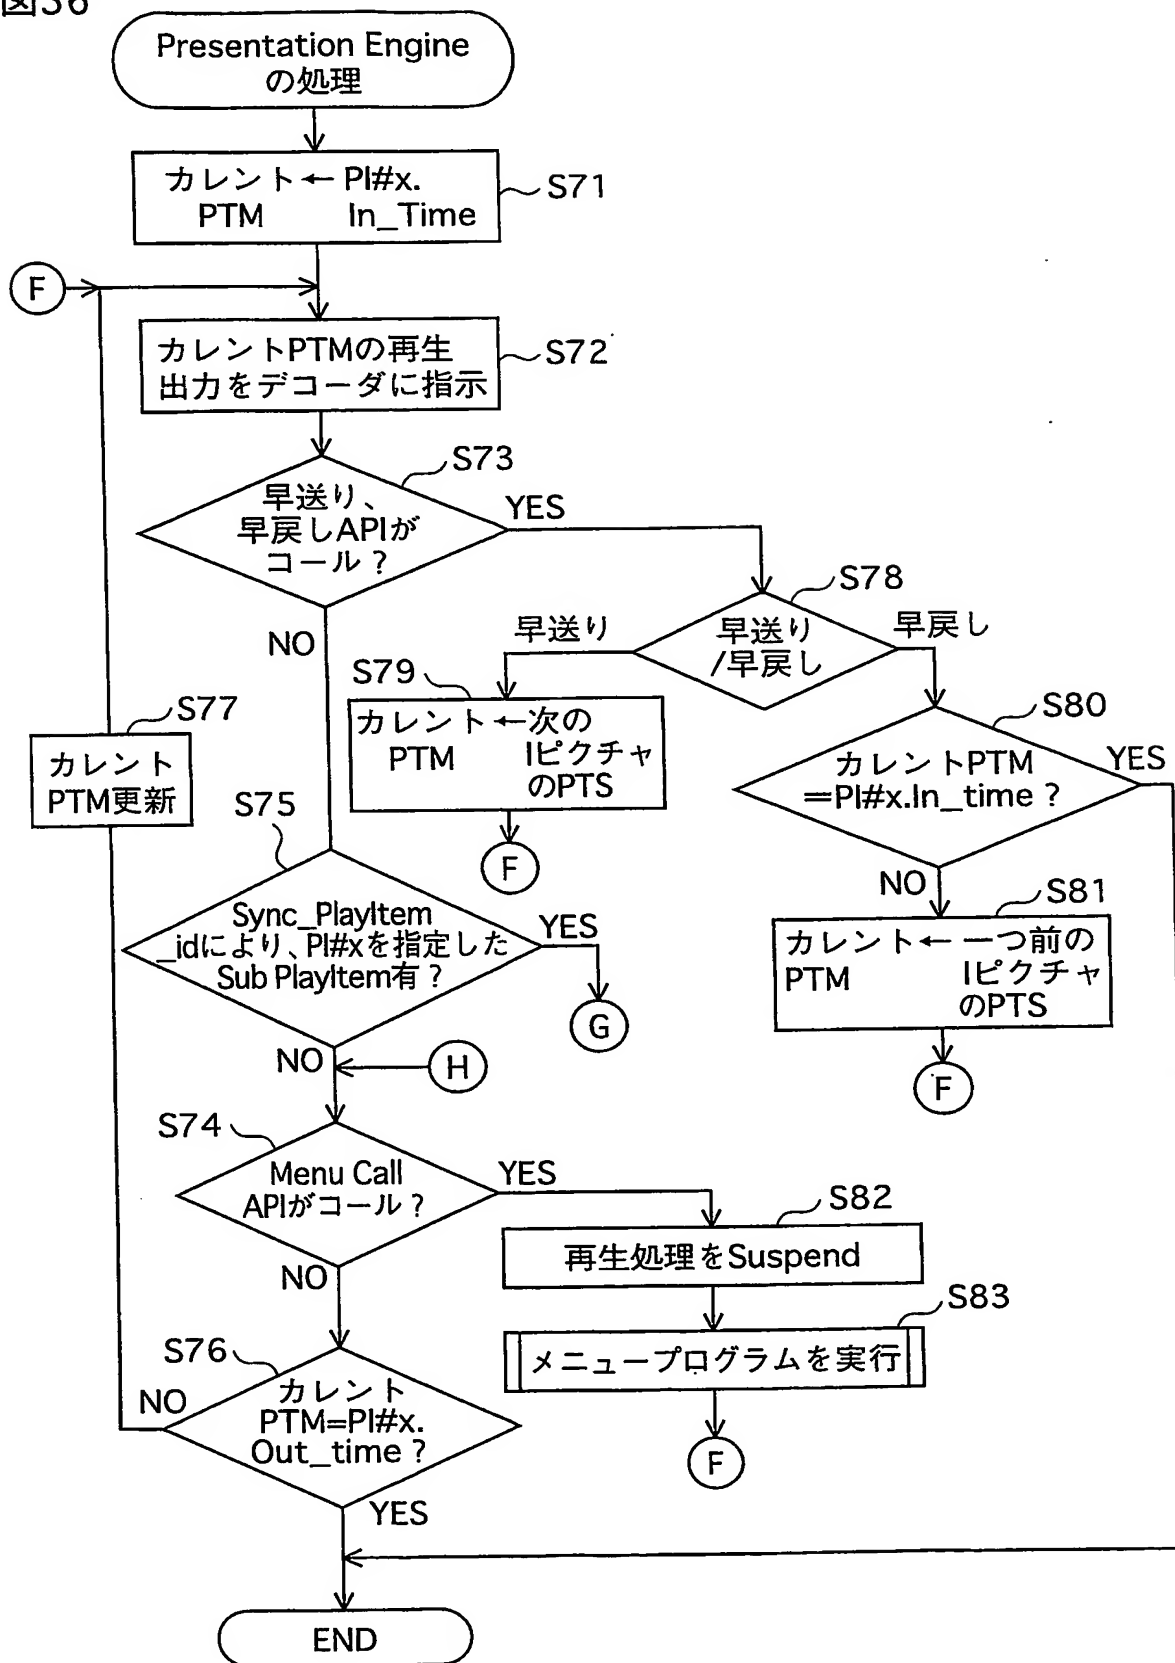 図36
Presentation Engine
の処理
カレント ← PI#x.
PTM In_Time
S71
F
カレントPTMの再生
出力をデコーダに指示
S72
S73
早送り、
早戻しAPIが
コール？
YES
NO
S78
早送り
/早戻し
早送り
早戻し
S79
カレント ←次の
PTM Iピクチャ
のPTS
F
S80
カレントPTM
＝PI#x.In_time？
YES
NO
S81
カレント← 一つ前の
PTM Iピクチャ
のPTS
F
S77
カレント
PTM更新
S75
Sync_PlayItem
_idにより、PI#xを指定した
Sub PlayItem有？
YES
G
NO
H
S74
Menu Call
APIがコール？
YES
NO
S82
再生処理をSuspend
S83
メニュープログラムを実行
F
S76
カレント
PTM=PI#x.
Out_time？
NO
YES
END